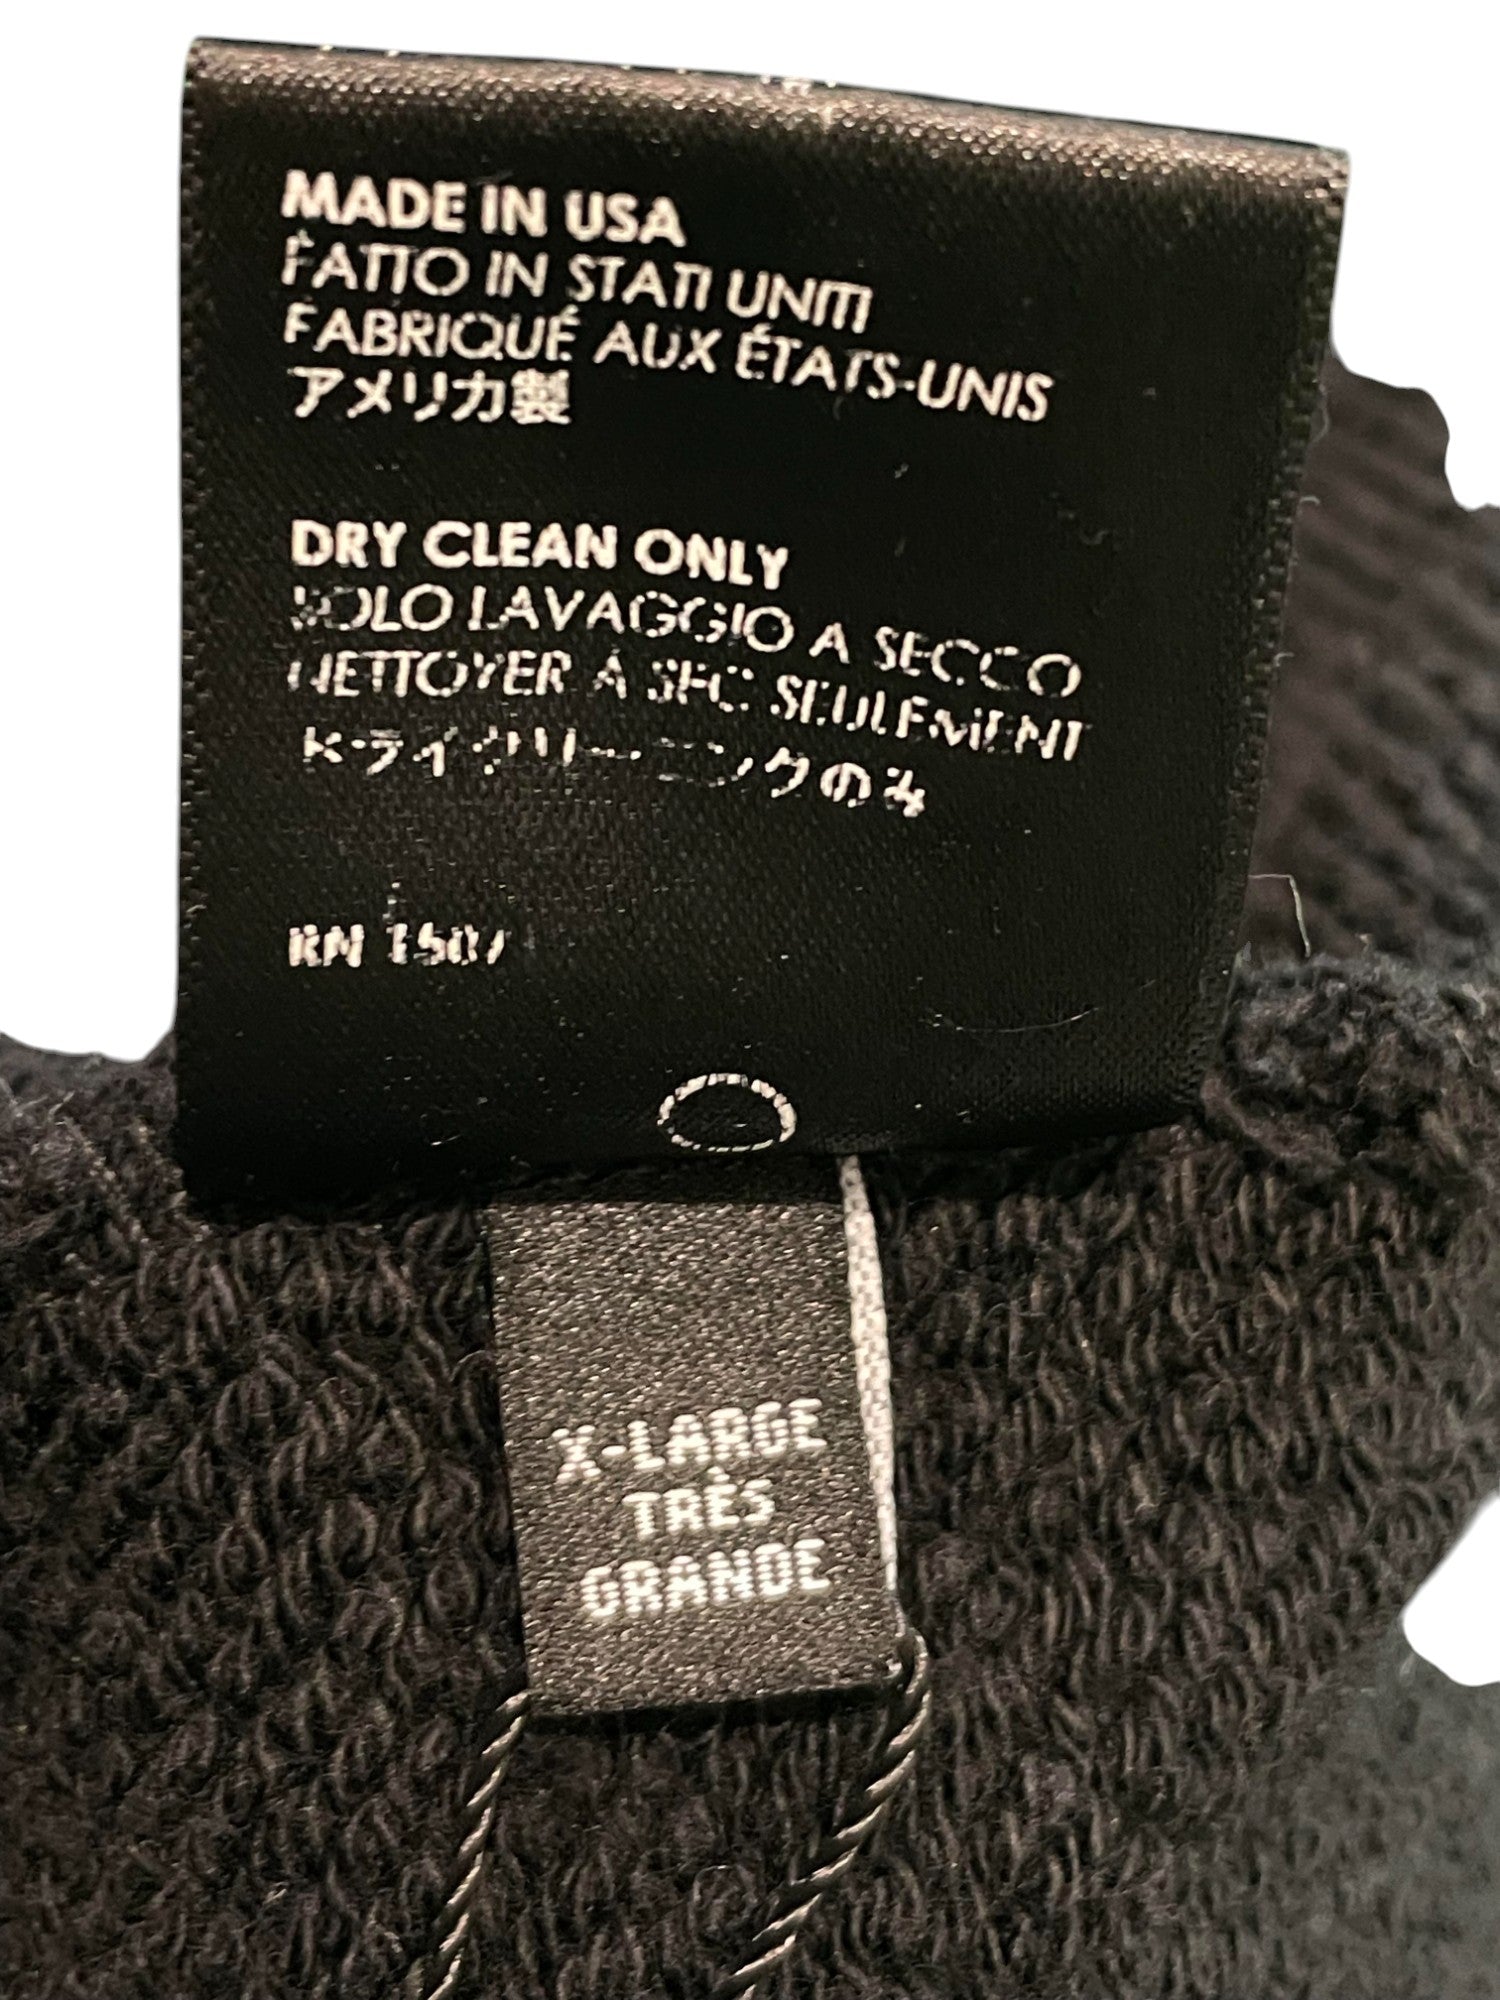 MADE IN USA
FATTO IN STATI UNITI
FABRIQUÉ AUX ÉTATS-UNIS
アメリカ製
DRY CLEAN ONLY
SOLO LAVAGGIO A SECCO
NETTOYER A SEC SEULEMENT
ドライクリーニングのみ
RN
X-LARGE
TRÈS
GRANDE